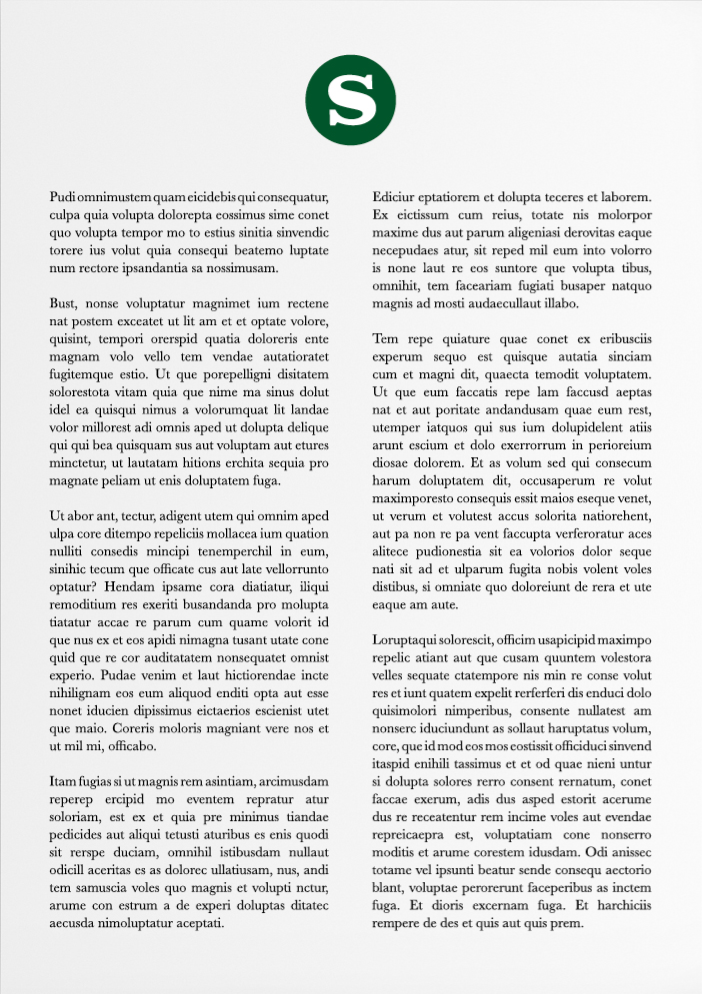 S
Pudi omnimustem quam eicidebis qui consequatur,
culpa quia volupta dolorepta eossimus sime conet
quo volupta tempor mo to estius sinitia sinvendic
torere ius volut quia consequi beatemo luptate
num rectore ipsandantia sa nossimusam.
Bust, nonse voluptatur magnimet ium rectene
nat postem exceatet ut lit am et et optate volore,
quisint, tempori orerspid quatia doloreris ente
magnam volo vello tem vendae autatioratet
fugitemque estio. Ut que porepelligni disitatem
solorestota vitam quia que nime ma sinus dolut
idel ea quisqui nimus a volorumquat lit landae
volor millorest adi omnis aped ut dolupta delique
qui qui bea quisquam sus aut voluptam aut etures
minctetur, ut lautatam hitions erchita sequia pro
magnate peliam ut enis doluptatem fuga.
Ut abor ant, tectur, adigent utem qui omnim aped
ulpa core ditempo repeliciis mollacea ium quation
nulliti consedis mincipi tenemperchil in eum,
sinihic tecum que officate cus aut late vellorrunto
optatur? Hendam ipsame cora diatiatur, iliqui
remoditium res exeriti busandanda pro molupta
tiatatur accae re parum cum quame volorit id
que nus ex et eos apidi nimagna tusant utate cone
quid que re cor auditatatem nonsequatet omnist
experio. Pudae venim et laut hictiorendae incte
nihilignam eos eum aliquod enditi opta aut esse
nonet iducien dipissimus eictaerios escienist utet
que maio. Coreris moloris magniant vere nos et
ut mil mi, officabo.
Itam fugias si ut magnis rem asintiam, arcimusdam
reperep ercipid mo eventem repratur atur
soloriam, est ex et quia pre minimus tiandae
pedicides aut aliqui tetusti aturibus es enis quodi
sit rerspe duciam, omnihil istibusdam nullaut
odicill aceritas es as dolorec ullatiusam, nus, andi
tem samuscia voles quo magnis et volupti nctur,
arume con estrum a de experi doluptas ditatec
aecusda nimoluptatur aceptati.
Ediciur eptatiorem et dolupta teceres et laborem.
Ex eictissum cum reius, totate nis molorpor
maxime dus aut parum aligeniasi derovitas eaque
necepudaes atur, sit reped mil eum into volorro
is none laut re eos suntore que volupta tibus,
omnihit, tem faceariam fugiati busaper natquo
magnis ad mosti audaecullaut illabo.
Tem repe quiature quae conet ex eribusciis
experum sequo est quisque autatia sinciam
cum et magni dit, quaecta temodit voluptatem.
Ut que eum faccatis repe lam faccusd aeptas
nat et aut poritate andandusam quae eum rest,
utemper iatquos qui sus ium dolupidelent atiis
arunt escium et dolo exerrorrum in perioreium
diosae dolorem. Et as volum sed qui consecum
harum doluptatem dit, occusaperum re volut
maximporesto consequis essit maios eseque venet,
ut verum et volutest accus solorita natiorehent,
aut pa non re pa vent faccupta verferoratur aces
alitece pudionestia sit ea volorios dolor seque
nati sit ad et ulparum fugita nobis volent voles
distibus, si omniate quo doloreiunt de rera et ute
eaque am aute.
Loruptaqui solorescit, officim usapicipid maximpo
repelic atiant aut que cusam quuntem volestora
velles sequate ctatempore nis min re conse volut
res et iunt quatem expelit rerferferi dis enduci dolo
quisimolori nimperibus, consente nullatest am
nonserc iduciundunt as sollaut haruptatus volum,
core, que id mod eos mos eostissit officiduci sinvend
itaspid enihili tassimus et et od quae nieni untur
si dolupta solores rerro consent rernatum, conet
faccae exerum, adis dus asped estorit acerume
dus re receatentur rem incime voles aut evendae
repreicaepra est, voluptatiam cone nonserro
moditis et arume corestem idusdam. Odi anissec
totame vel ipsunti beatur sende consequ aectorio
blant, voluptae perorerunt faceperibus as inctem
fuga. Et dioris excernam fuga. Et harchiciis
rempere de des et quis aut quis prem.